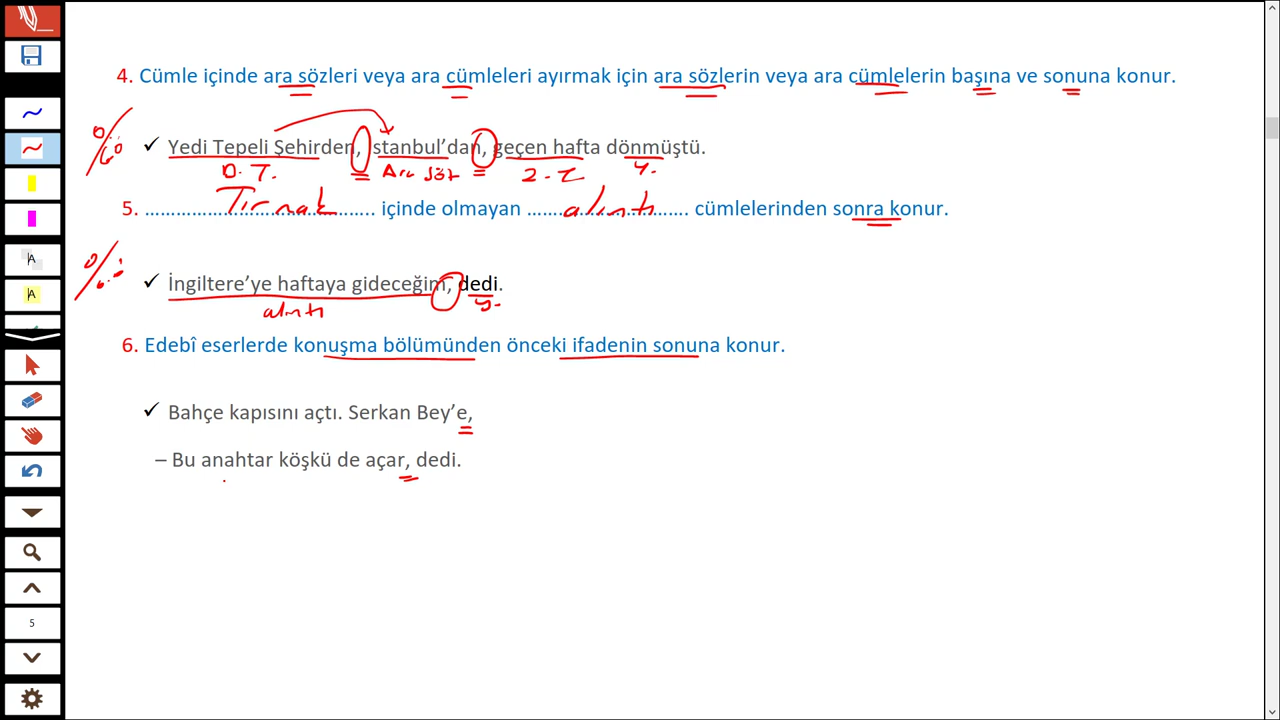 4. Cümle içinde ara sözleri veya ara cümleleri ayırmak için ara sözlerin veya ara cümlelerin başına ve sonuna konur.
✓ Yedi Tepeli Şehirden, İstanbul’dan, geçen hafta dönmüştü.
D. T. Ara Söz Z. T. Y.
5. ………Tırnak……….. içinde olmayan ……alıntı……. cümlelerinden sonra konur.
✓ İngiltere’ye haftaya gideceğim, dedi.
alıntı y.
6. Edebî eserlerde konuşma bölümünden önceki ifadenin sonuna konur.
✓ Bahçe kapısını açtı. Serkan Bey’e,
– Bu anahtar köşkü de açar, dedi.
A
A
5